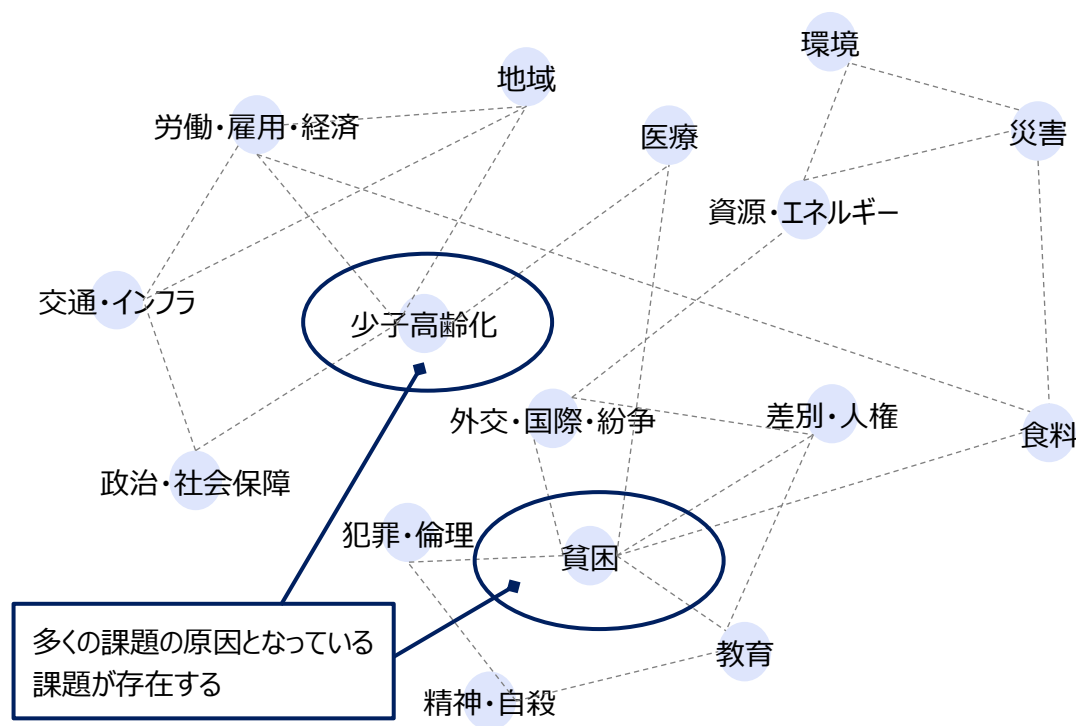 環境
地域
労働・雇用・経済
医療
災害
資源・エネルギー
交通・インフラ
少子高齢化
外交・国際・紛争
差別・人権
食料
政治・社会保障
犯罪・倫理
貧困
多くの課題の原因となっている
課題が存在する
教育
精神・自殺